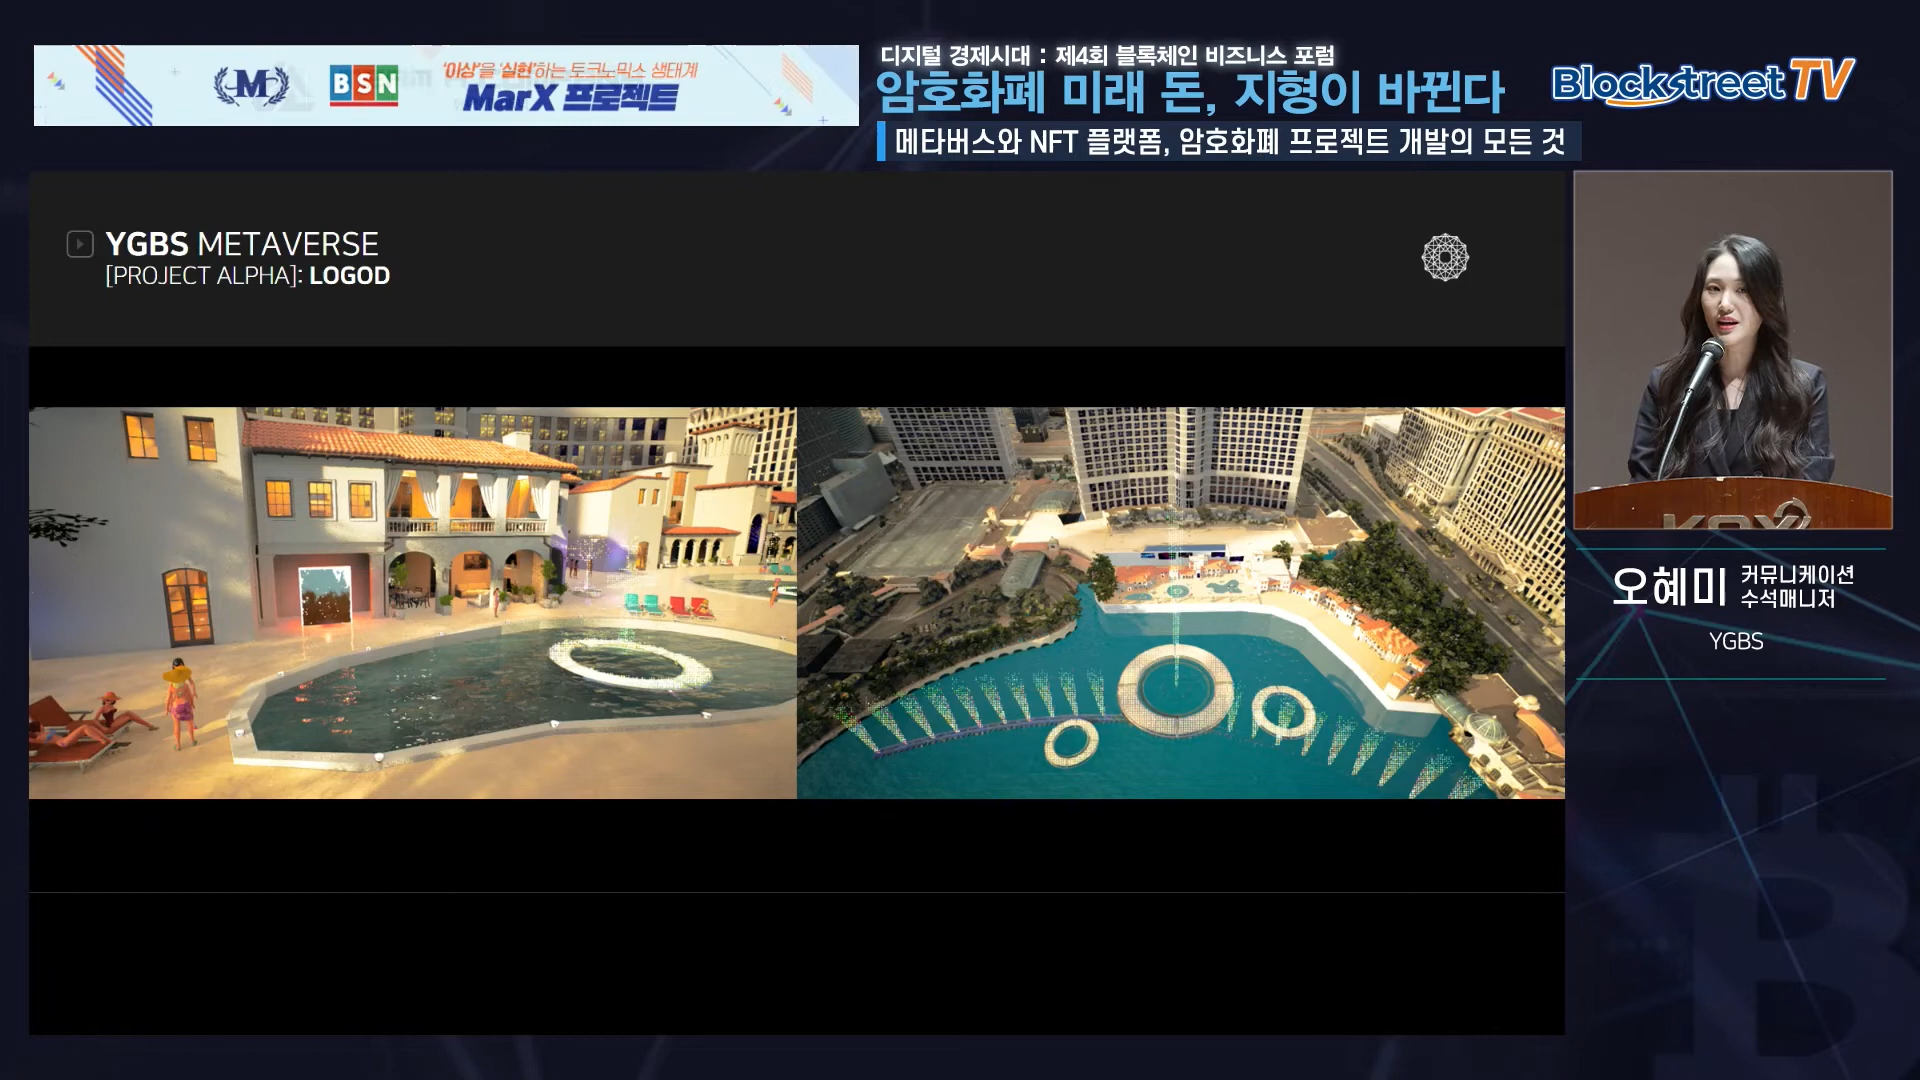 M
BSN
'이상'을 '실현'하는 토크노믹스 생태계
MarX 프로젝트
디지털 경제시대 : 제4회 블록체인 비즈니스 포럼
암호화폐 미래 돈, 지형이 바뀐다
메타버스와 NFT 플랫폼, 암호화폐 프로젝트 개발의 모든 것
Blockstreet TV
YGBS METAVERSE
[PROJECT ALPHA]: LOGOD
오혜미 커뮤니케이션
수석매니저
YGBS